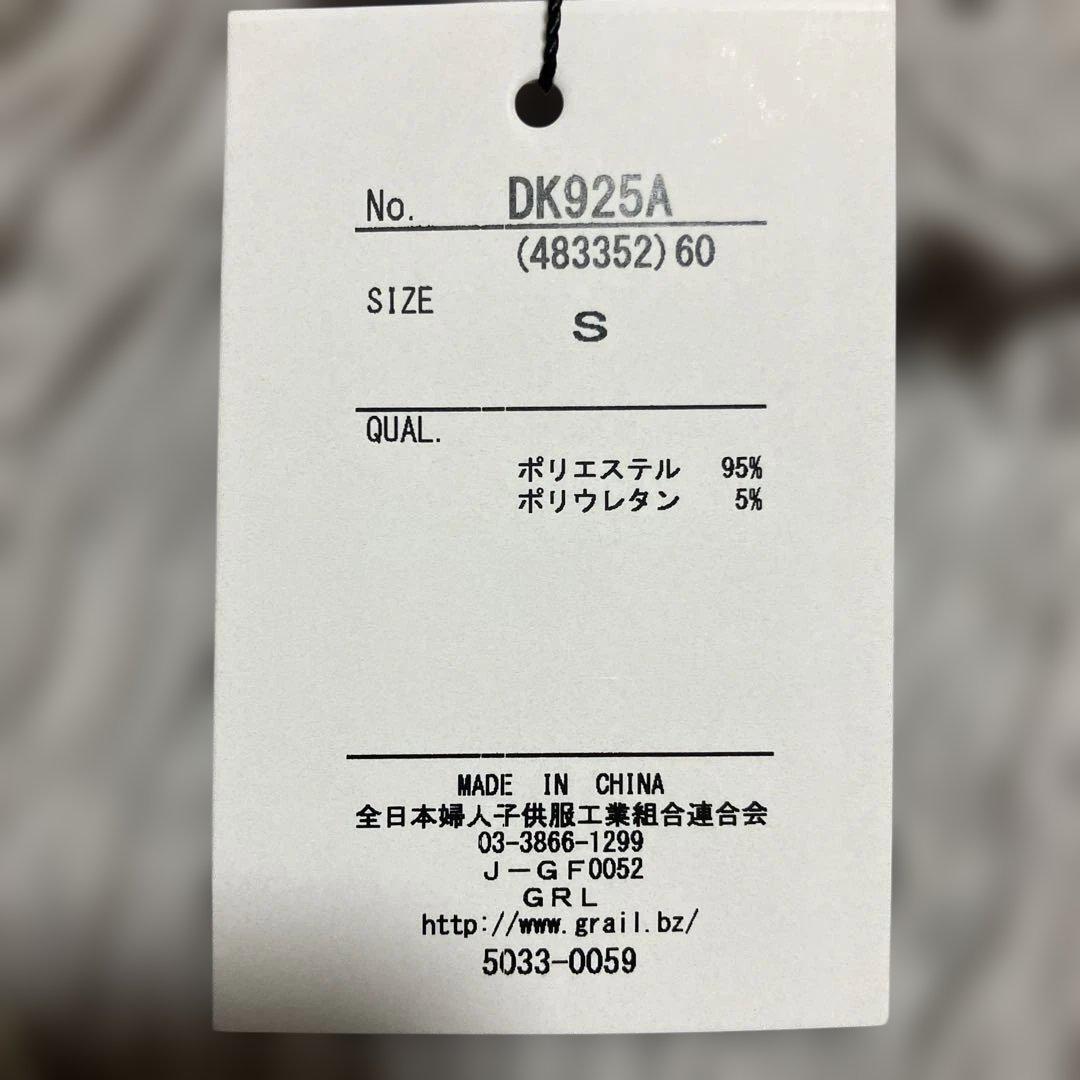 No. DK925A
(483352)60
SIZE
S
QUAL.
ポリエステル 95%
ポリウレタン 5%
MADE IN CHINA
全日本婦人子供服工業組合連合会
03-3866-1299
J－GF0052
GRL
http://www.grail.bz/
5033-0059